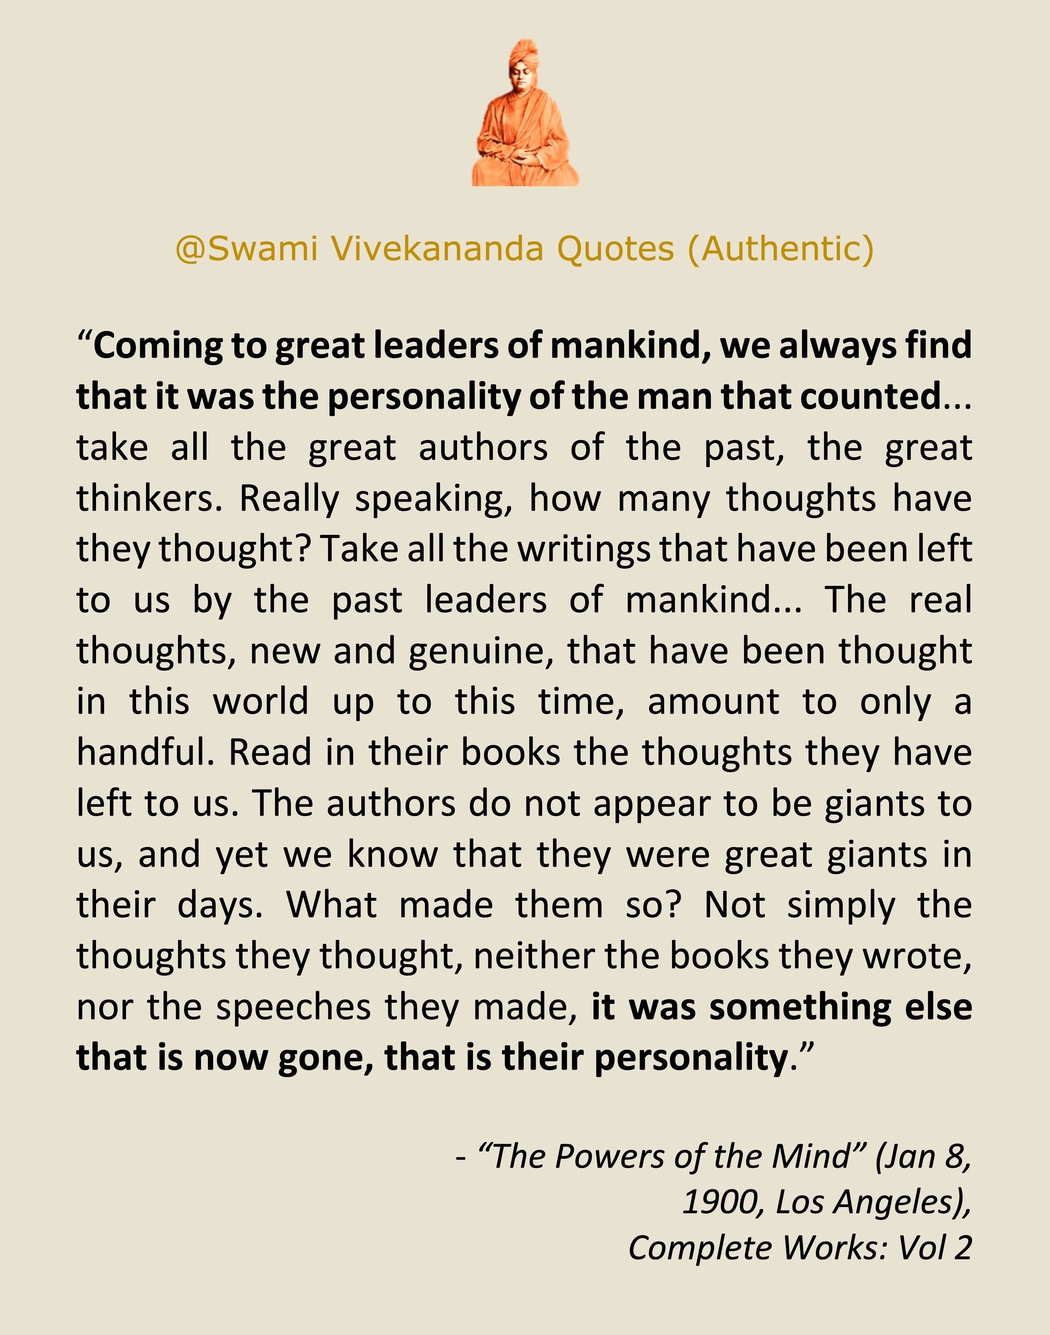 @Swami Vivekananda Quotes (Authentic)
“Coming to great leaders of mankind, we always find
that it was the personality of the man that counted...
take all the great authors of the past, the great
thinkers. Really speaking, how many thoughts have
they thought? Take all the writings that have been left
to us by the past leaders of mankind... The real
thoughts, new and genuine, that have been thought
in this world up to this time, amount to only a
handful. Read in their books the thoughts they have
left to us. The authors do not appear to be giants to
us, and yet we know that they were great giants in
their days. What made them so? Not simply the
thoughts they thought, neither the books they wrote,
nor the speeches they made, it was something else
that is now gone, that is their personality.”
- “The Powers of the Mind” (Jan 8,
1900, Los Angeles),
Complete Works: Vol 2